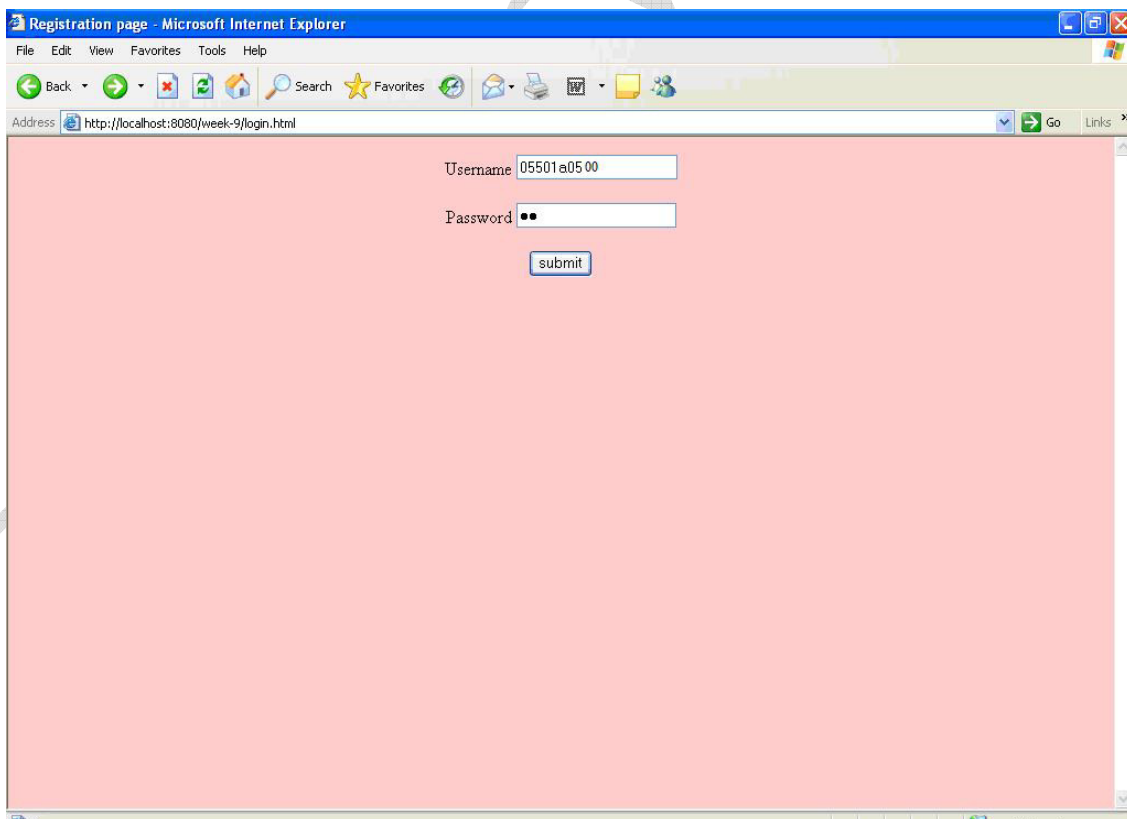 Registration page - Microsoft Internet Explorer
File Edit View Favorites Tools Help
Back Search Favorites
Address http://localhost:8080/week-9/login.html Go Links »
Username 05501a0500
Password ●●
submit